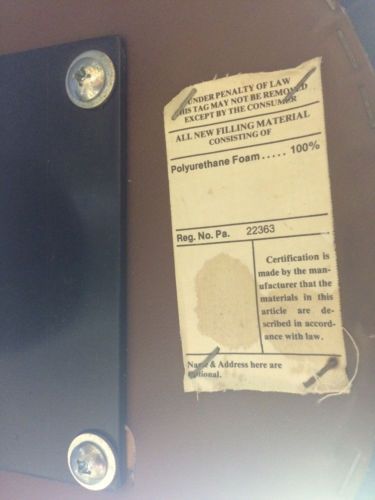 UNDER PENALTY OF LAW
THIS TAG MAY NOT BE REMOVED
EXCEPT BY THE CONSUMER
ALL NEW FILLING MATERIAL
CONSISTING OF
Polyurethane Foam..... 100%
Reg. No. Pa. 22363
Certification is
made by the man-
ufacturer that the
materials in this
article are de-
scribed in accord-
ance with law.
Name & Address here are
Optional.